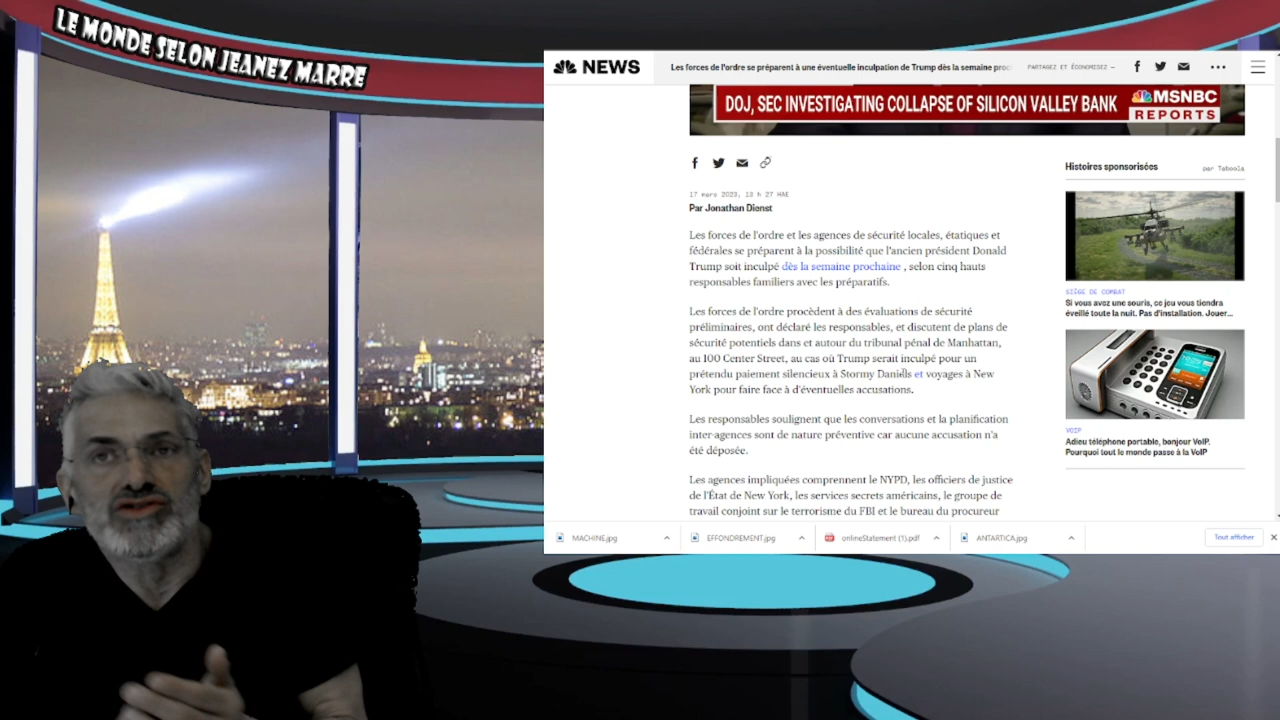 LE MONDE SELON JEANEZ MARRE
NEWS
Les forces de l'ordre se préparent à une éventuelle inculpation de Trump dès la semaine
PARTAGEZ ET ÉCONOMISEZ —
DOJ, SEC INVESTIGATING COLLAPSE OF SILICON VALLEY BANK
MSNBC
REPORTS
17 mars 2023, 13 h 27 HAE
Par Jonathan Dienst
Les forces de l'ordre et les agences de sécurité locales, étatiques et
fédérales se préparent à la possibilité que l'ancien président Donald
Trump soit inculpé dès la semaine prochaine , selon cinq hauts
responsables familiers avec les préparatifs.
Les forces de l'ordre procèdent à des évaluations de sécurité
préliminaires, ont déclaré les responsables, et discutent de plans de
sécurité potentiels dans et autour du tribunal pénal de Manhattan,
au 100 Center Street, au cas où Trump serait inculpé pour un
prétendu paiement silencieux à Stormy Daniels et voyages à New
York pour faire face à d'éventuelles accusations.
Les responsables soulignent que les conversations et la planification
inter-agences sont de nature préventive car aucune accusation n'a
été déposée.
Les agences impliquées comprennent le NYPD, les officiers de justice
de l'État de New York, les services secrets américains, le groupe de
travail conjoint sur le terrorisme du FBI et le bureau du procureur
Histoires sponsorisées
par Taboola
SIÈGE DE COMBAT
Si vous avez une souris, ce jeu vous tiendra
éveillé toute la nuit. Pas d'installation. Jouer...
VOIP
Adieu téléphone portable, bonjour VoIP.
Pourquoi tout le monde passe à la VoIP
MACHINE.jpg
EFFONDREMENT.jpg
onlineStatement (1).pdf
ANTARTICA.jpg
Tout afficher